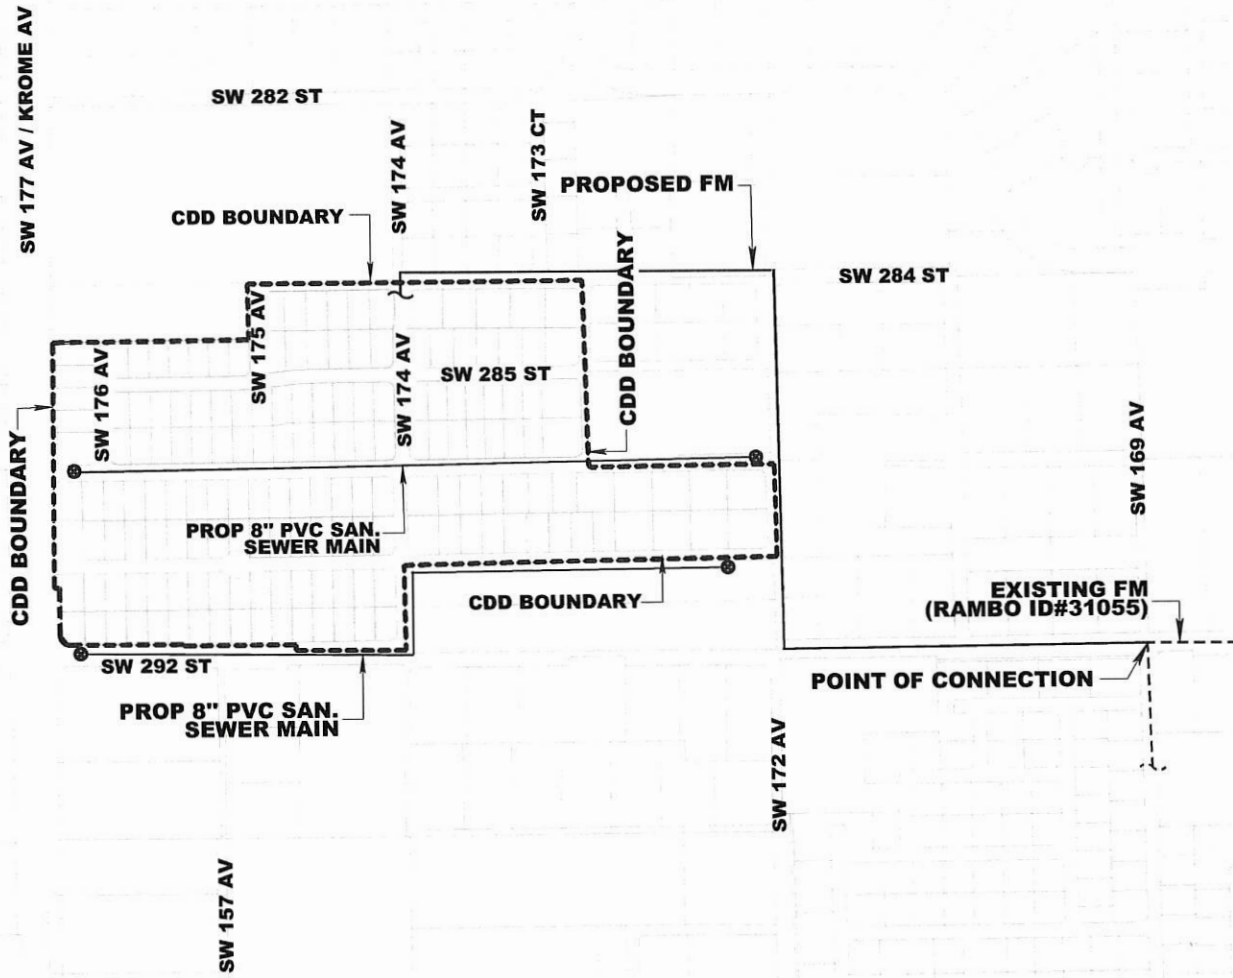 SW 177 AV / KROME AV
SW 282 ST
SW 174 AV
SW 173 CT
PROPOSED FM
CDD BOUNDARY
CDD BOUNDARY
SW 284 ST
SW 175 AV
SW 176 AV
SW 174 AV
SW 285 ST
CDD BOUNDARY
SW 169 AV
PROP 8" PVC SAN.
SEWER MAIN
CDD BOUNDARY
EXISTING FM
(RAMBO ID#31055)
SW 292 ST
POINT OF CONNECTION
PROP 8" PVC SAN.
SEWER MAIN
SW 172 AV
SW 157 AV